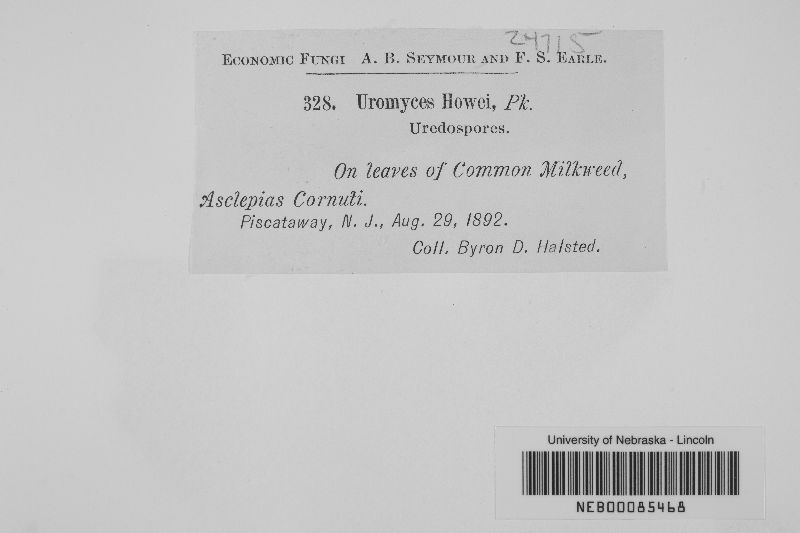 24715
Economic Fungi A. B. Seymour and F. S. Earle.
328. Uromyces Howei, Pk.
Uredospores.
On leaves of Common Milkweed,
Asclepias Cornuti.
Piscataway, N. J., Aug. 29, 1892.
Coll. Byron D. Halsted.
University of Nebraska - Lincoln
NEB00085468